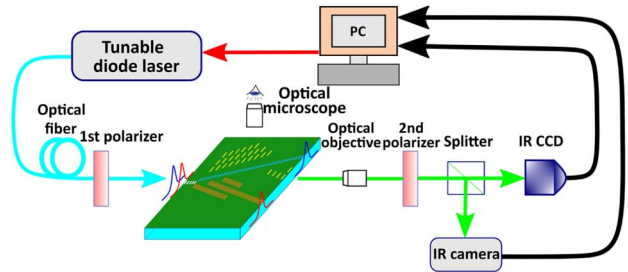 Tunable
diode laser
PC
Optical
fiber
1st polarizer
Optical
microscope
Optical
objective
2nd
polarizer
Splitter
IR CCD
IR camera